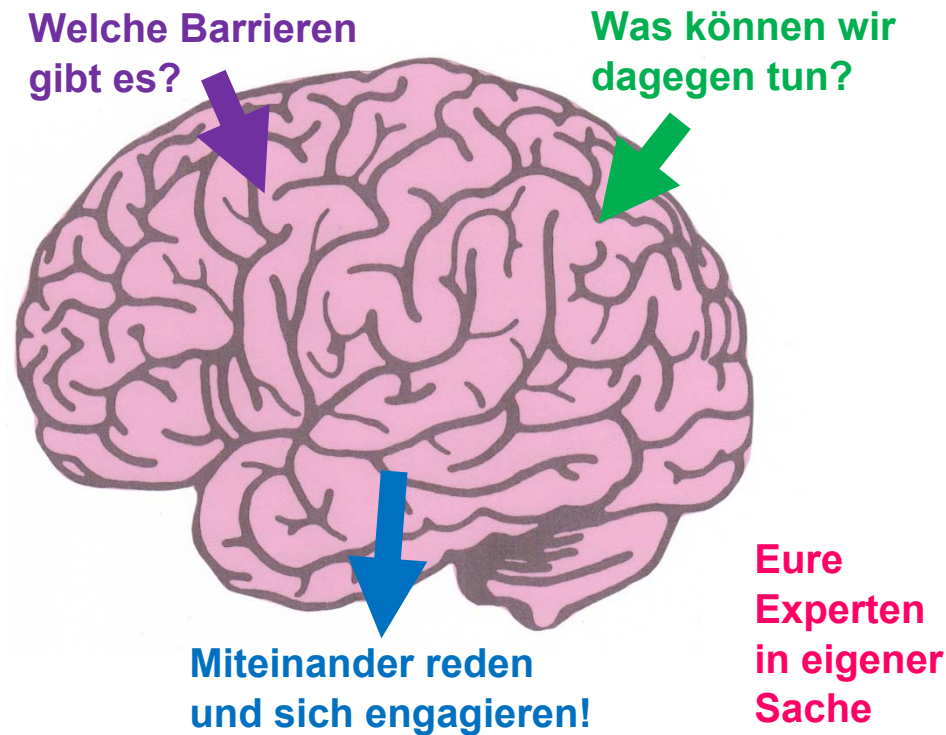 Welche Barrieren
gibt es?
Was können wir
dagegen tun?
Miteinander reden
und sich engagieren!
Eure
Experten
in eigener
Sache